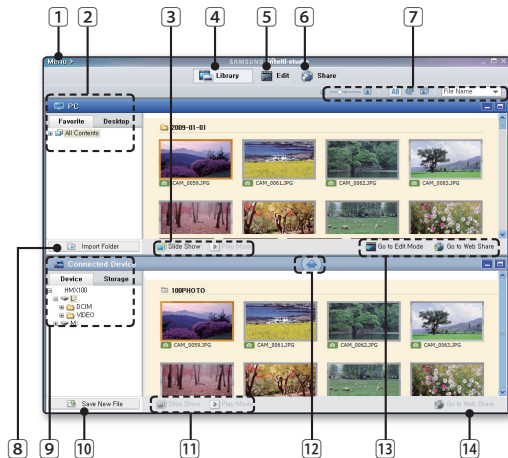 1 2 3 4 5 6 7
Menu >
SAMSUNG Intelli-studio
Library Edit Share
All File Name
PC
Favorite Desktop
All Contents
2009-01-01
CAM_0059.JPG CAM_0061.JPG CAM_0062.JPG CAM_0063.JPG
Import Folder Slide Show Play Movie Go to Edit Mode Go to Web Share
Connected Device
Device Storage
HMX100
DCIM
VIDEO
100PHOTO
CAM_0059.JPG CAM_0061.JPG CAM_0062.JPG CAM_0063.JPG
Save New File Slide Show Play Movie Go to Web Share
8 9 10 11 12 13 14